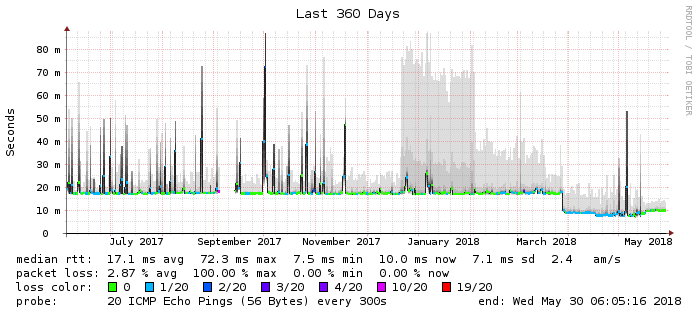 Last 360 Days
RRDTOOL / TOBI OETIKER
Seconds
80 m
70 m
60 m
50 m
40 m
30 m
20 m
10 m
0
July 2017 September 2017 November 2017 January 2018 March 2018 May 2018
median rtt: 17.1 ms avg 72.3 ms max 7.5 ms min 10.0 ms now 7.1 ms sd 2.4 am/s
packet loss: 2.87 % avg 100.00 % max 0.00 % min 0.00 % now
loss color: 0 1/20 2/20 3/20 4/20 10/20 19/20
probe: 20 ICMP Echo Pings (56 Bytes) every 300s end: Wed May 30 06:05:16 2018